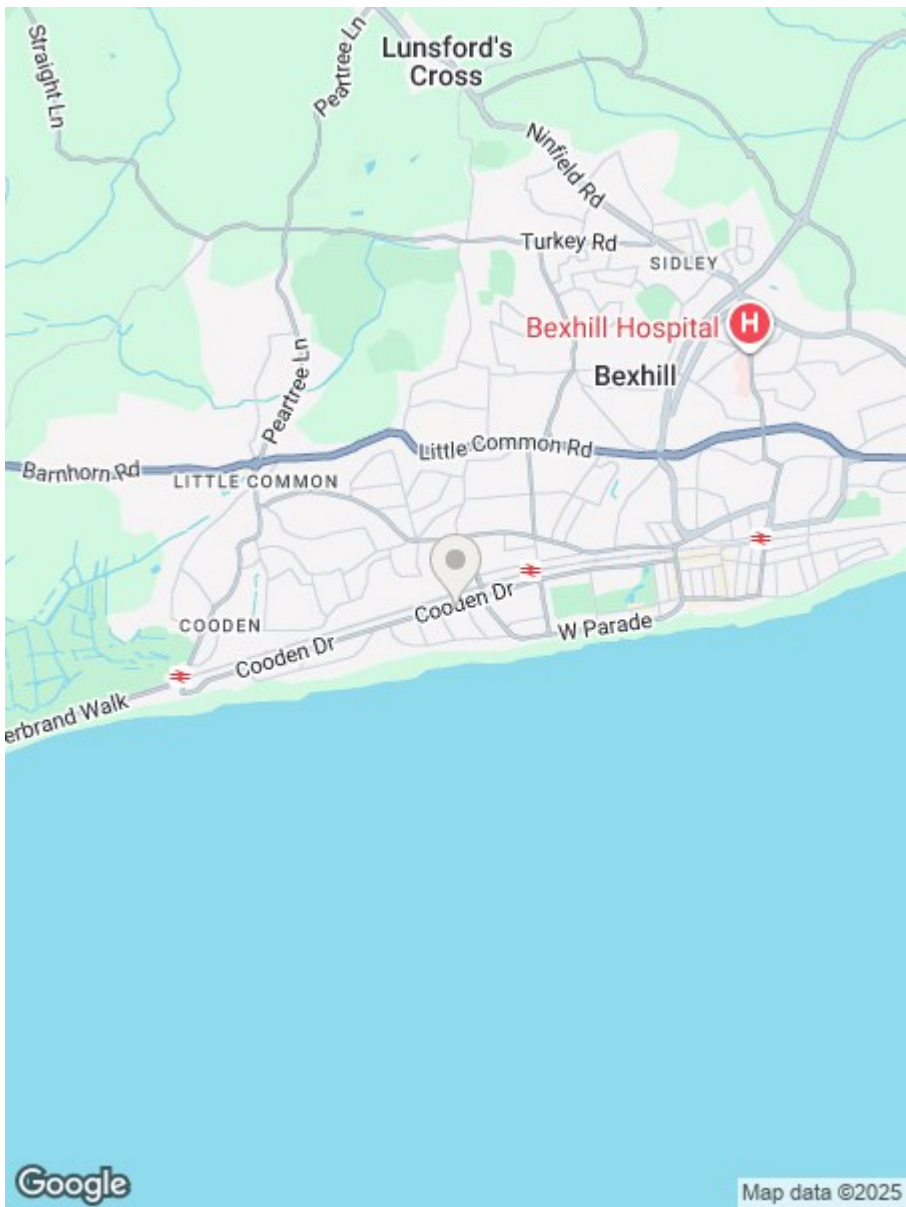 Straight Ln
Peartree Ln
Lunsford's
Cross
Ninfield Rd
Turkey Rd
SIDLEY
Bexhill Hospital
H
Bexhill
Peartree Ln
Little Common Rd
Barnhorn Rd
LITTLE COMMON
Cooden Dr
COODEN
W Parade
Cooden Dr
erbrand Walk
Google
Map data ©2025